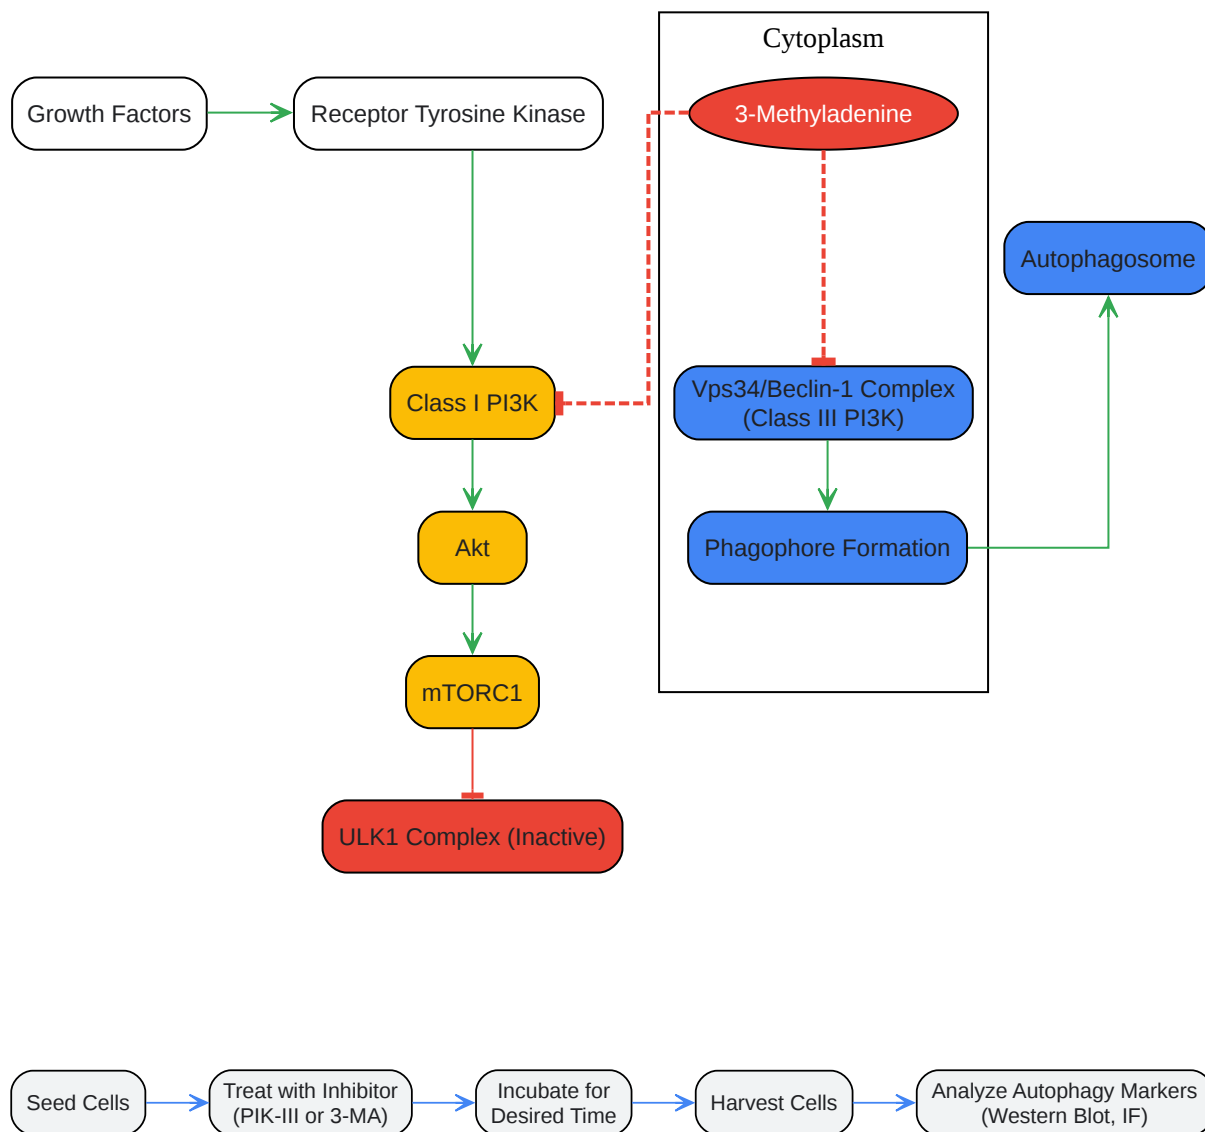 Cytoplasm
Growth Factors
Receptor Tyrosine Kinase
3-Methyladenine
Autophagosome
Class I PI3K
Vps34/Beclin-1 Complex
(Class III PI3K)
Akt
Phagophore Formation
mTORC1
ULK1 Complex (Inactive)
Seed Cells
Treat with Inhibitor
(PIK-III or 3-MA)
Incubate for
Desired Time
Harvest Cells
Analyze Autophagy Markers
(Western Blot, IF)